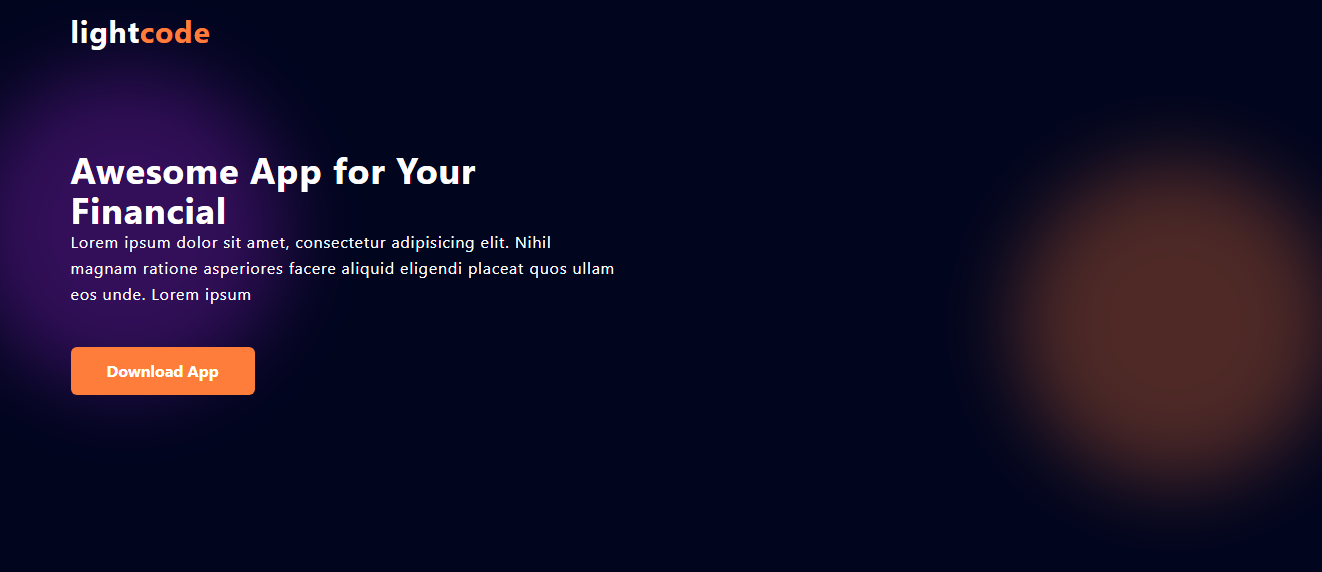 lightcode
Awesome App for Your
Financial
Lorem ipsum dolor sit amet, consectetur adipisicing elit. Nihil
magnam ratione asperiores facere aliquid eligendi placeat quos ullam
eos unde. Lorem ipsum
Download App